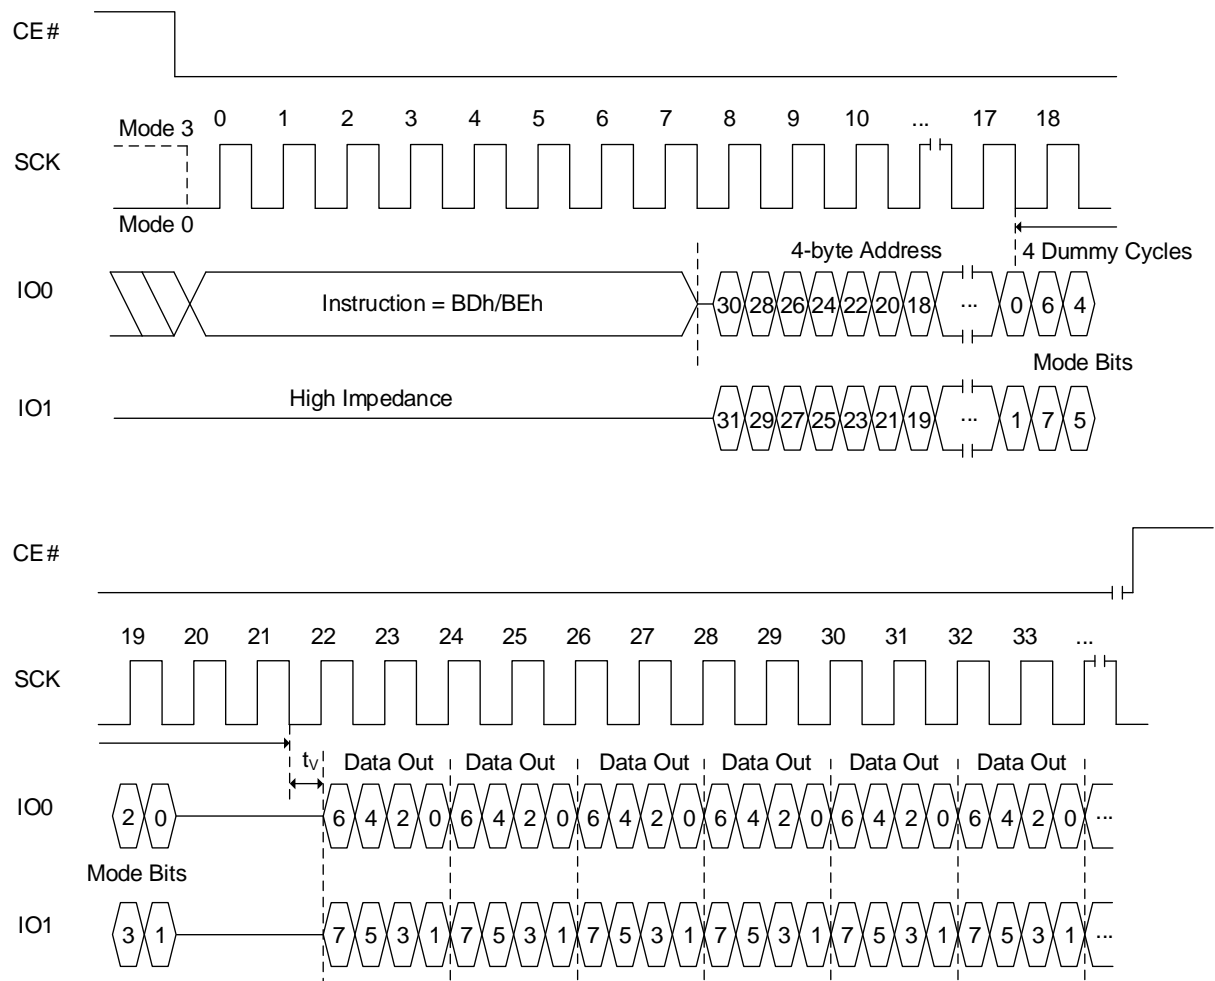 CE#
0 1 2 3 4 5 6 7 8 9 10 ... 17 18
Mode 3
SCK
Mode 0
4-byte Address 4 Dummy Cycles
IO0 Instruction = BDh/BEh 30 28 26 24 22 20 18 ... 0 6 4
Mode Bits
IO1 High Impedance 31 29 27 25 23 21 19 ... 1 7 5
CE#
19 20 21 22 23 24 25 26 27 28 29 30 31 32 33 ...
SCK
tV Data Out Data Out Data Out Data Out Data Out Data Out
IO0 2 0 6 4 2 0 6 4 2 0 6 4 2 0 6 4 2 0 6 4 2 0 6 4 2 0 ...
Mode Bits
IO1 3 1 7 5 3 1 7 5 3 1 7 5 3 1 7 5 3 1 7 5 3 1 7 5 3 1 ...